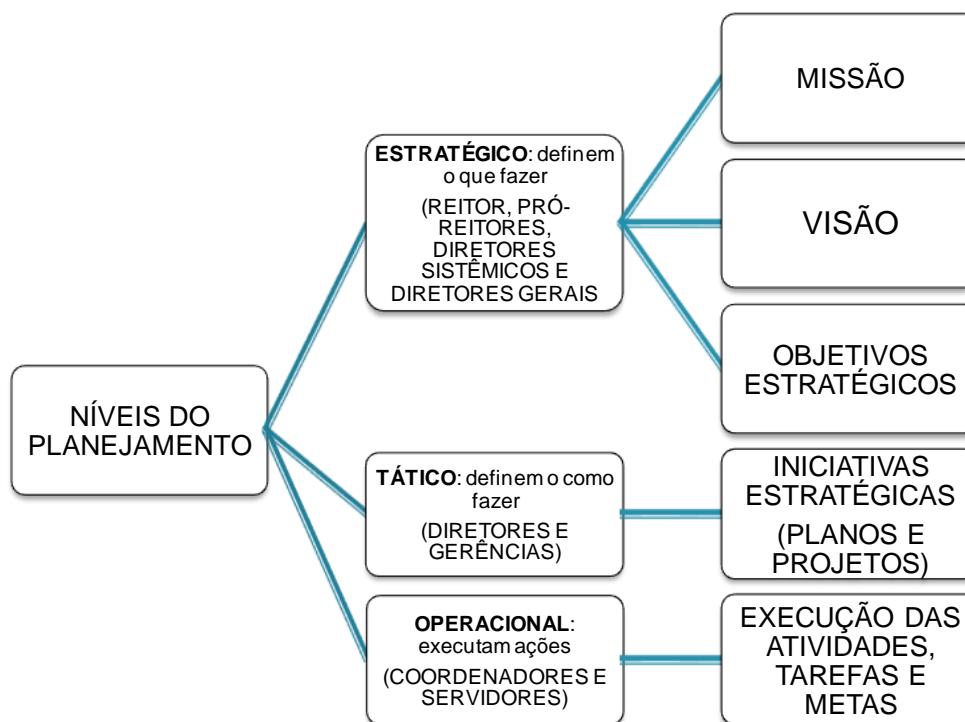 NÍVEIS DO
PLANEJAMENTO
ESTRATÉGICO: definem
o que fazer
(REITOR, PRÓ-
REITORES,
DIRETORES
SISTÊMICOS E
DIRETORES GERAIS
MISSÃO
VISÃO
OBJETIVOS
ESTRATÉGICOS
TÁTICO: definem o como
fazer
(DIRETORES E
GERÊNCIAS)
INICIATIVAS
ESTRATÉGICAS
(PLANOS E
PROJETOS)
OPERACIONAL:
executam ações
(COORDENADORES E
SERVIDORES)
EXECUÇÃO DAS
ATIVIDADES,
TAREFAS E
METAS